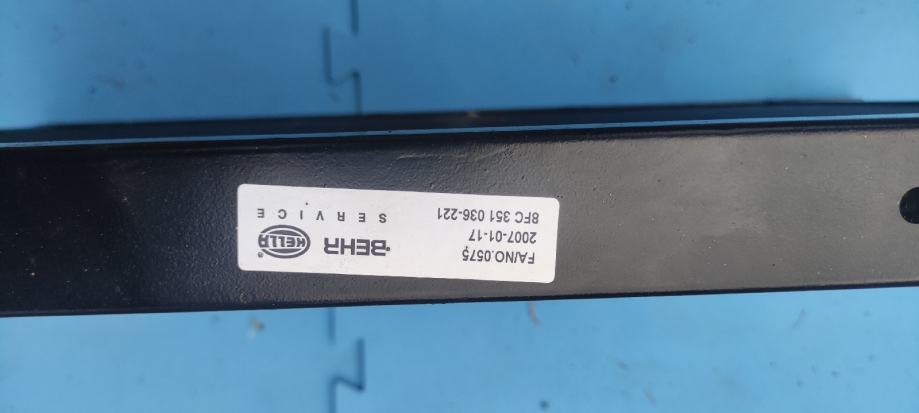 FA/NO.0575
2007-01-17
8FC 351 036-221
BEHR
HELLA
SERVICE